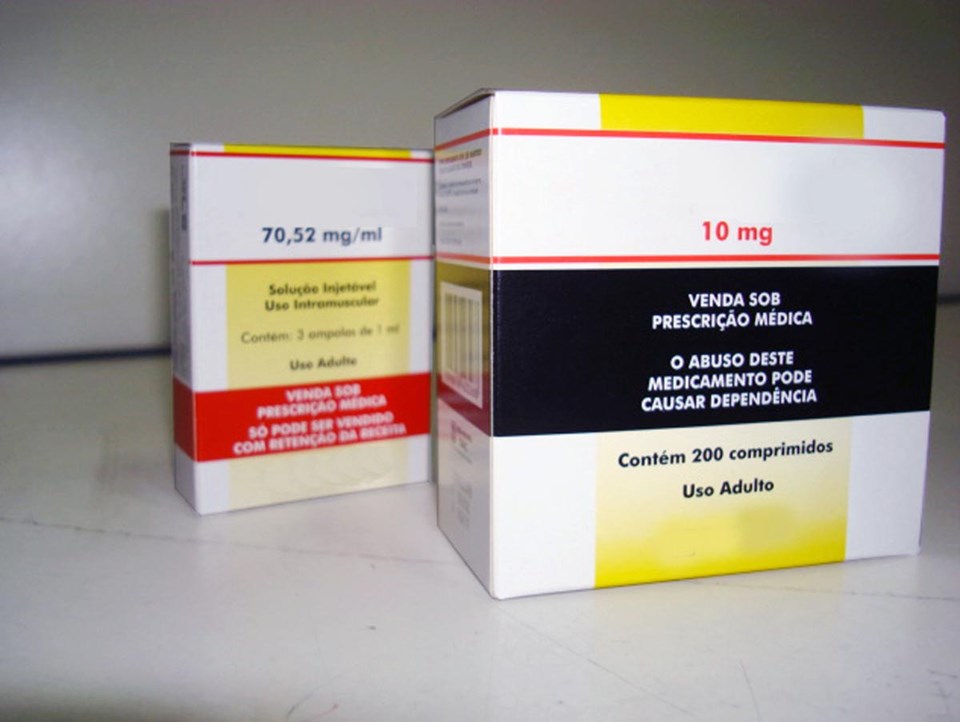 70,52 mg/ml
Solução Injetável
Uso Intramuscular
Contém: 3 ampolas de 1 ml
Uso Adulto
VENDA SOB
PRESCRIÇÃO MÉDICA
SÓ PODE SER VENDIDO
COM RETENÇÃO DA RECEITA
10 mg
VENDA SOB
PRESCRIÇÃO MÉDICA
O ABUSO DESTE
MEDICAMENTO PODE
CAUSAR DEPENDÊNCIA
Contém 200 comprimidos
Uso Adulto